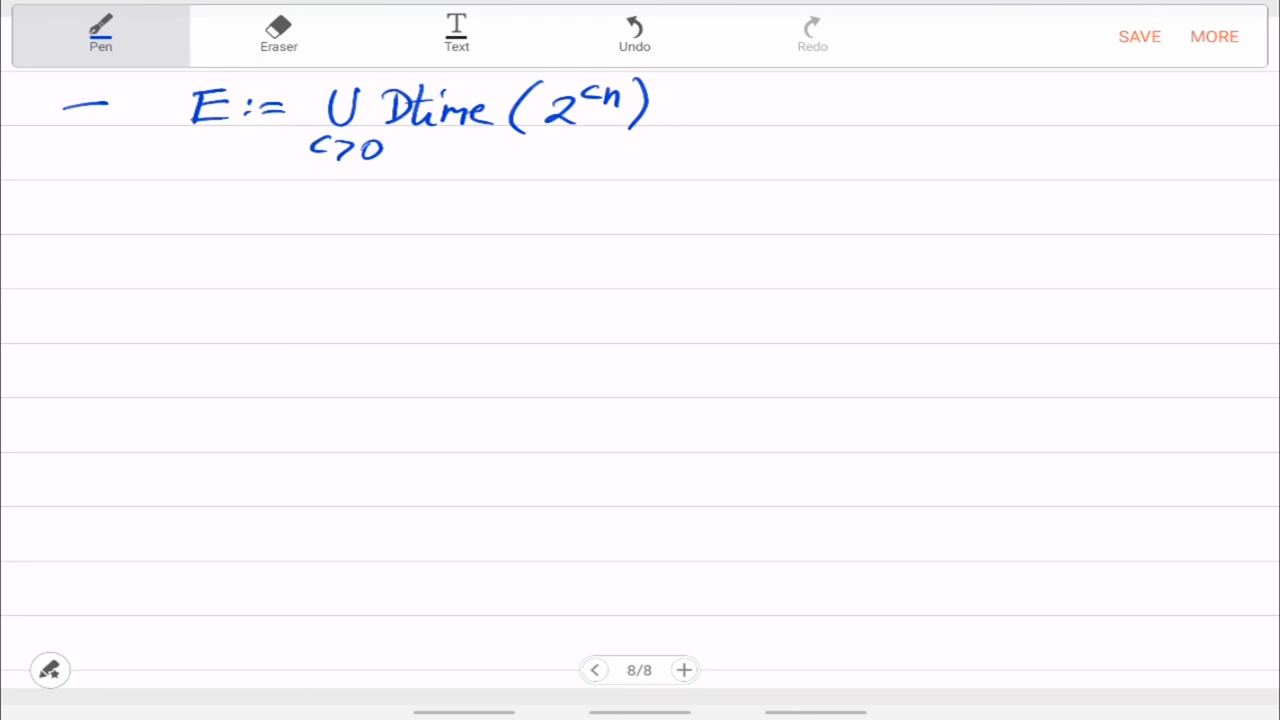 Pen Eraser Text Undo Redo SAVE MORE
— E := ∪ Dtime (2^{cn})
c>0
8/8